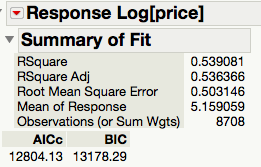 Response Log[price]
Summary of Fit
RSquare 0.539081
RSquare Adj 0.536366
Root Mean Square Error 0.503146
Mean of Response 5.159059
Observations (or Sum Wgts) 8708
AICc BIC
12804.13 13178.29